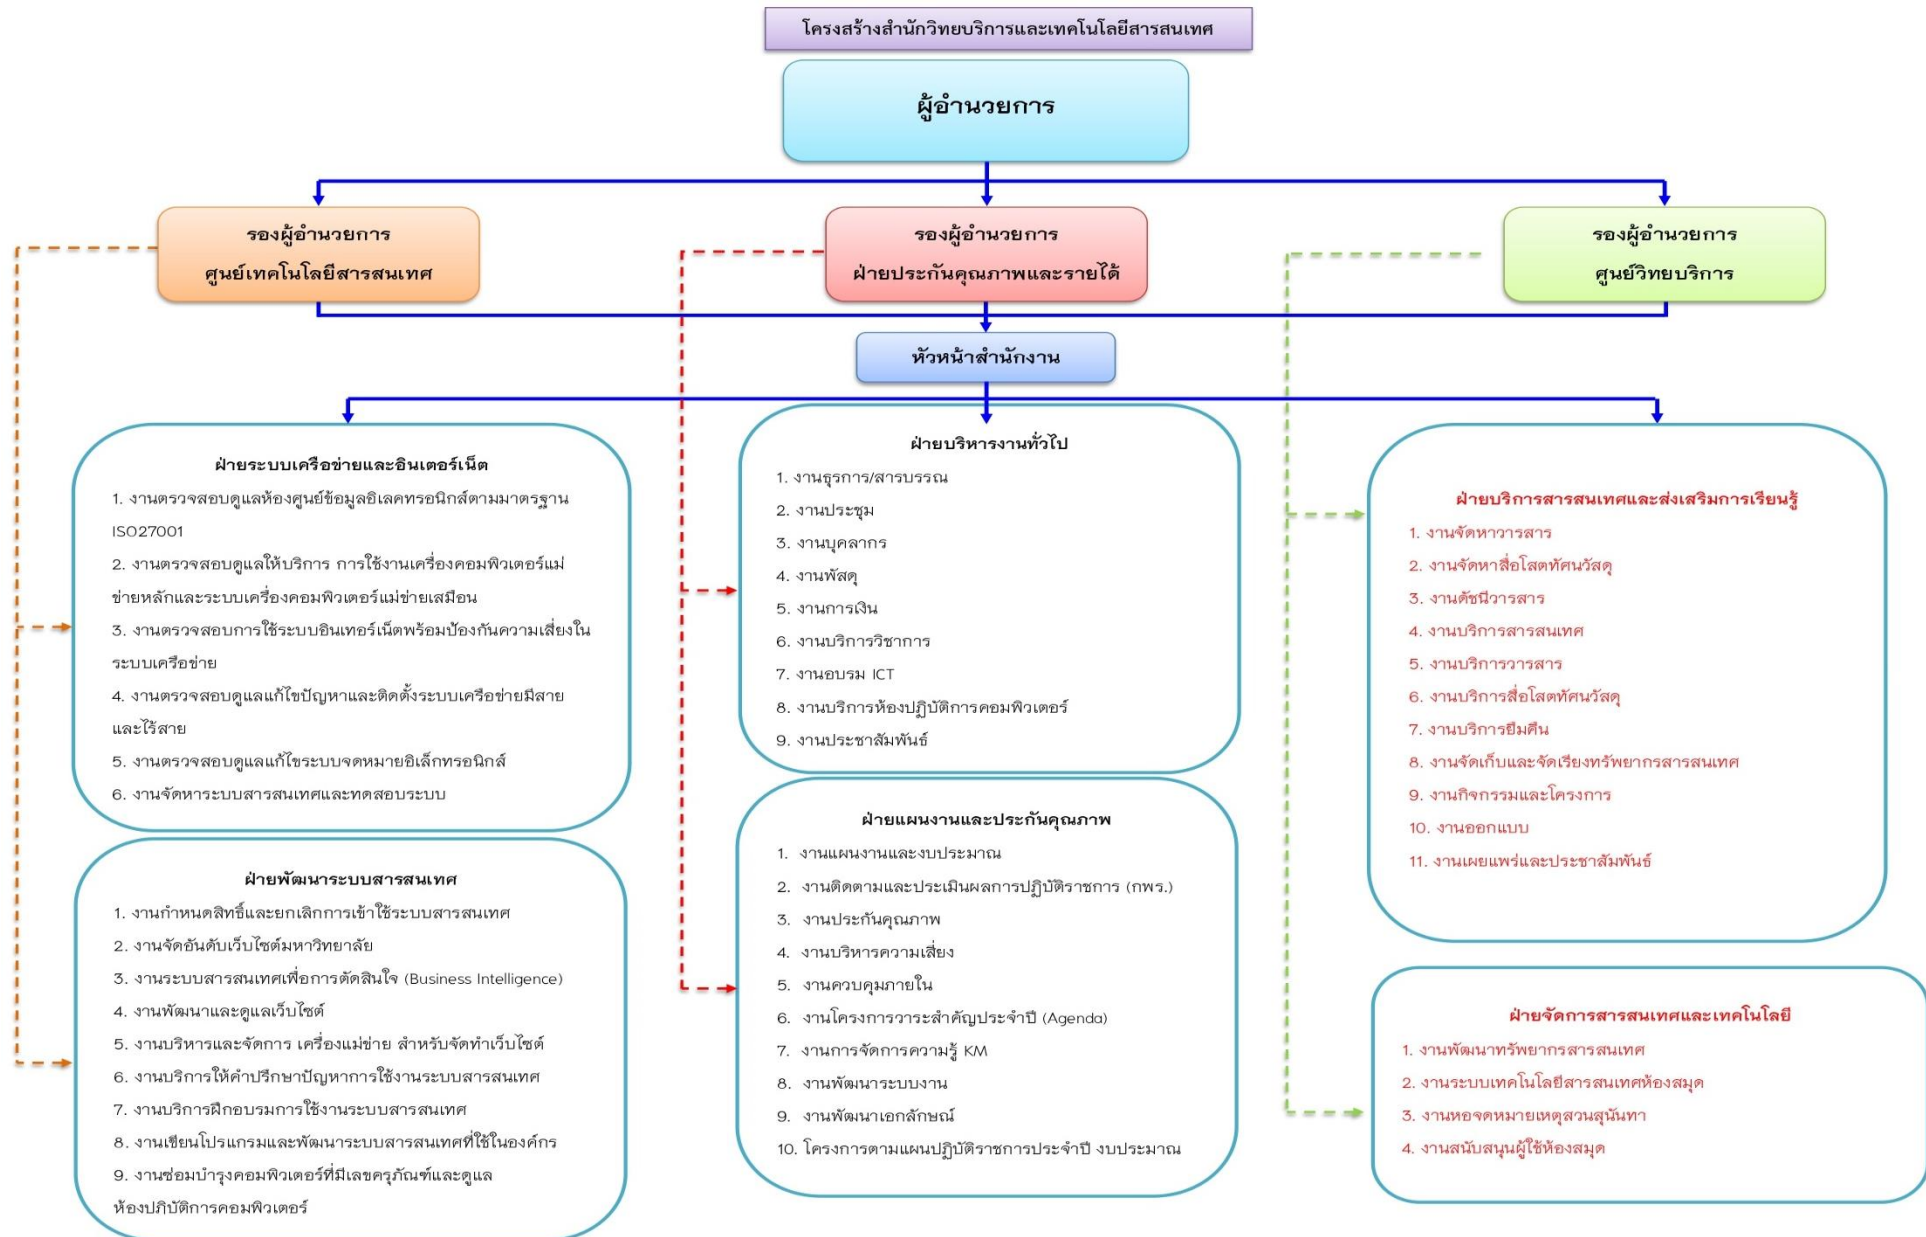 โครงสร้างสำนักวิทยบริการและเทคโนโลยีสารสนเทศ
ผู้อำนวยการ
รองผู้อำนวยการ
ศูนย์เทคโนโลยีสารสนเทศ
รองผู้อำนวยการ
ฝ่ายประกันคุณภาพและรายได้
รองผู้อำนวยการ
ศูนย์วิทยบริการ
หัวหน้าสำนักงาน
ฝ่ายระบบเครือข่ายและอินเตอร์เน็ต
1. งานตรวจสอบดูแลห้องศูนย์ข้อมูลอิเลคทรอนิกส์ตามมาตรฐาน
ISO27001
2. งานตรวจสอบดูแลให้บริการ การใช้งานเครื่องคอมพิวเตอร์แม่
ข่ายหลักและระบบเครื่องคอมพิวเตอร์แม่ข่ายเสมือน
3. งานตรวจสอบการใช้ระบบอินเทอร์เน็ตพร้อมป้องกันความเสี่ยงใน
ระบบเครือข่าย
4. งานตรวจสอบดูแลแก้ไขปัญหาและติดตั้งระบบเครือข่ายมีสาย
และไร้สาย
5. งานตรวจสอบดูแลแก้ไขระบบจดหมายอิเล็กทรอนิกส์
6. งานจัดหาระบบสารสนเทศและทดสอบระบบ
ฝ่ายพัฒนาระบบสารสนเทศ
1. งานกำหนดสิทธิ์และยกเลิกการเข้าใช้ระบบสารสนเทศ
2. งานจัดอันดับเว็บไซต์มหาวิทยาลัย
3. งานระบบสารสนเทศเพื่อการตัดสินใจ (Business Intelligence)
4. งานพัฒนาและดูแลเว็บไซต์
5. งานบริหารและจัดการ เครื่องแม่ข่าย สำหรับจัดทำเว็บไซต์
6. งานบริการให้คำปรึกษาปัญหาการใช้งานระบบสารสนเทศ
7. งานบริการฝึกอบรมการใช้งานระบบสารสนเทศ
8. งานเขียนโปรแกรมและพัฒนาระบบสารสนเทศที่ใช้ในองค์กร
9. งานซ่อมบำรุงคอมพิวเตอร์ที่มีเลขครุภัณฑ์และดูแล
ห้องปภิบัติการคอมพิวเตอร์
ฝ่ายบริหารงานทั่วไป
1. งานธุรการ/สารบรรณ
2. งานประชุม
3. งานบุคลากร
4. งานพัสดุ
5. งานการเงิน
6. งานบริการวิชาการ
7. งานอบรม ICT
8. งานบริการห้องปฏิบัติการคอมพิวเตอร์
9. งานประชาสัมพันธ์
ฝ่ายแผนงานและประกันคุณภาพ
1. งานแผนงานและงบประมาณ
2. งานติดตามและประเมินผลการปฏิบัติราชการ (กพร.)
3. งานประกันคุณภาพ
4. งานบริหารความเสี่ยง
5. งานควบคุมภายใน
6. งานโครงการวาระสำคัญประจำปี (Agenda)
7. งานการจัดการความรู้ KM
8. งานพัฒนาระบบงาน
9. งานพัฒนาเอกลักษณ์
10. โครงการตามแผนปฏิบัติราชการประจำปี งบประมาณ
ฝ่ายบริการสารสนเทศและส่งเสริมการเรียนรู้
1. งานจัดหาวารสาร
2. งานจัดหาสื่อโสตทัศนวัสดุ
3. งานดัชนีวารสาร
4. งานบริการสารสนเทศ
5. งานบริการวารสาร
6. งานบริการสื่อโสตทัศนวัสดุ
7. งานบริการยืมคืน
8. งานจัดเก็บและจัดเรียงทรัพยากรสารสนเทศ
9. งานกิจกรรมและโครงการ
10. งานออกแบบ
11. งานเผยแพร่และประชาสัมพันธ์
ฝ่ายจัดการสารสนเทศและเทคโนโลยี
1. งานพัฒนาทรัพยากรสารสนเทศ
2. งานระบบเทคโนโลยีสารสนเทศห้องสมุด
3. งานหอจดหมายเหตุสวนสุนันทา
4. งานสนับสนุนผู้ใช้ห้องสมุด